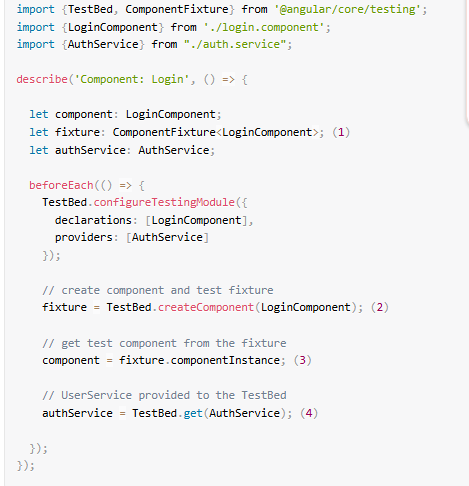 import {TestBed, ComponentFixture} from '@angular/core/testing';
import {LoginComponent} from './login.component';
import {AuthService} from "./auth.service";

describe('Component: Login', () => {

  let component: LoginComponent;
  let fixture: ComponentFixture<LoginComponent>; (1)
  let authService: AuthService;

  beforeEach(() => {
    TestBed.configureTestingModule({
      declarations: [LoginComponent],
      providers: [AuthService]
    });

    // create component and test fixture
    fixture = TestBed.createComponent(LoginComponent); (2)

    // get test component from the fixture
    component = fixture.componentInstance; (3)

    // UserService provided to the TestBed
    authService = TestBed.get(AuthService); (4)

  });
});